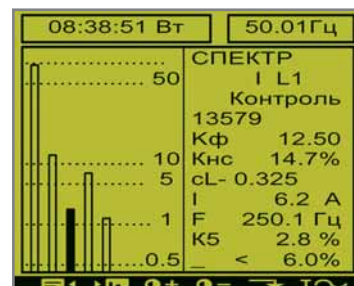 08:38:51 Вт
50.01Гц
50
10
5
1
0.5
СПЕКТР
I L1
Контроль
13579
Кф 12.50
Кнс 14.7%
cL- 0.325
I 6.2 А
F 250.1 Гц
К5 2.8 %
_ < 6.0%